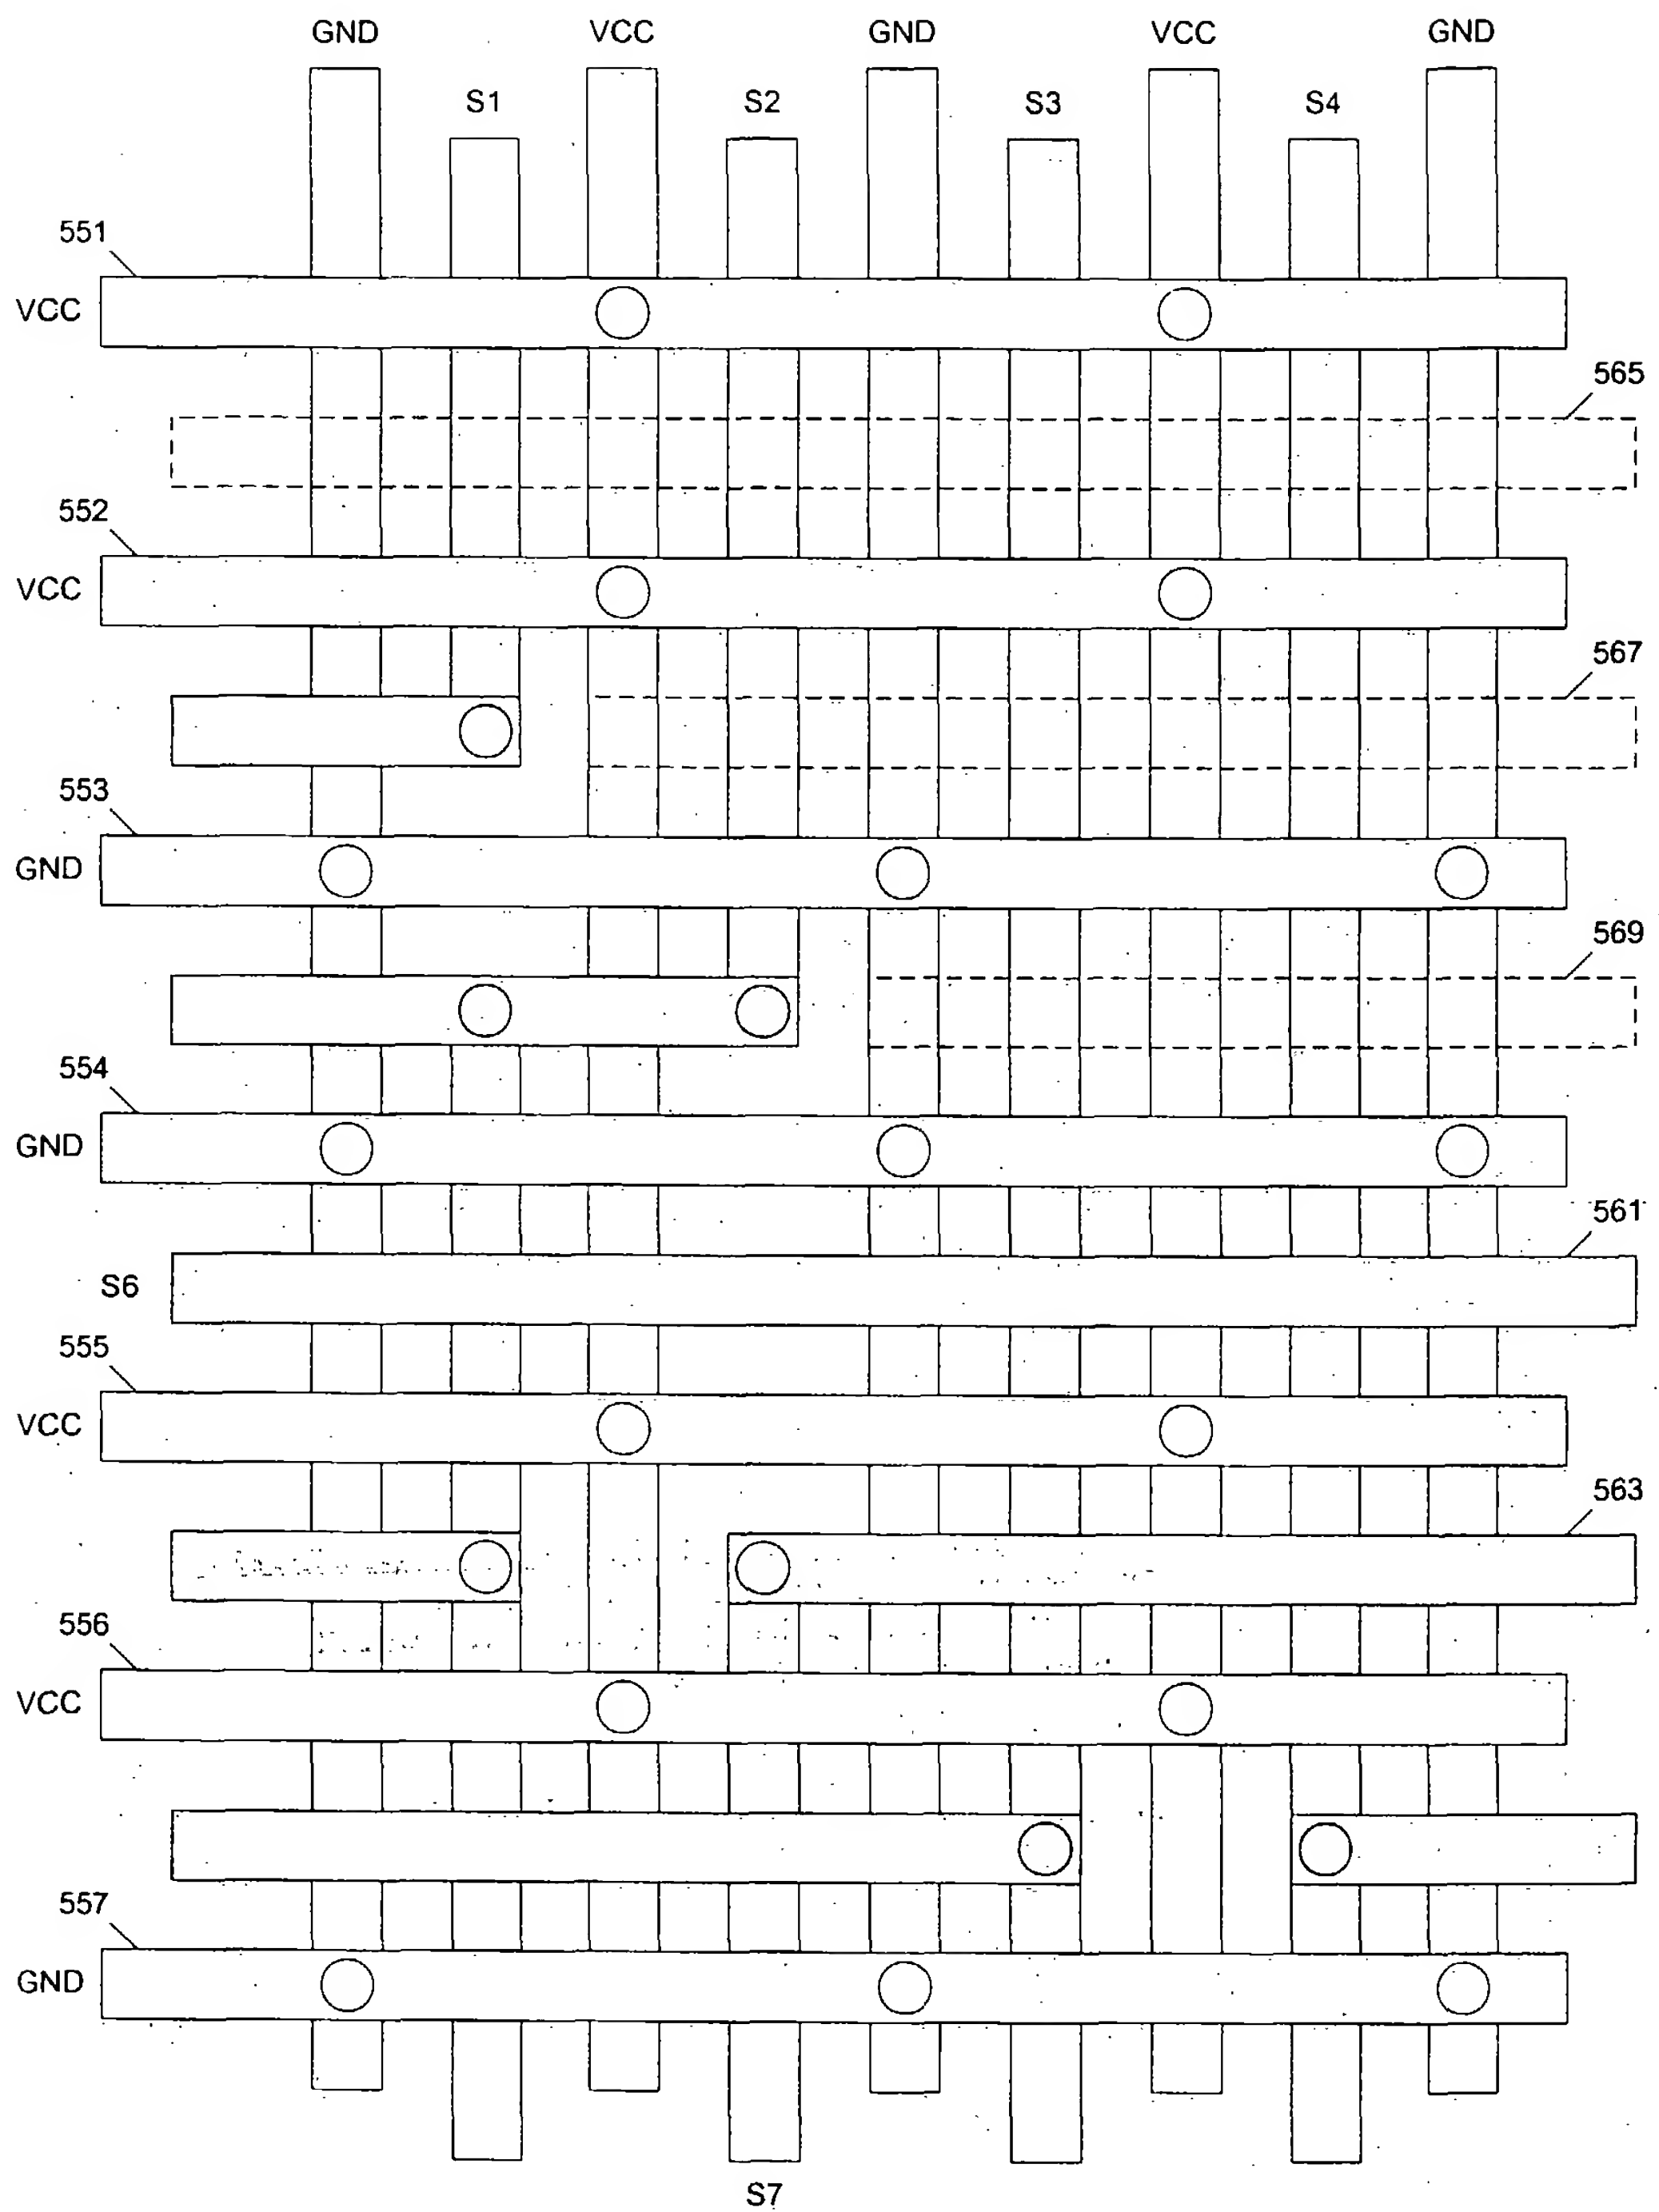 GND VCC GND VCC GND
S1 S2 S3 S4
551
VCC
565
552
VCC
567
553
GND
569
554
GND
561
S6
555
VCC
563
556
VCC
557
GND
S7